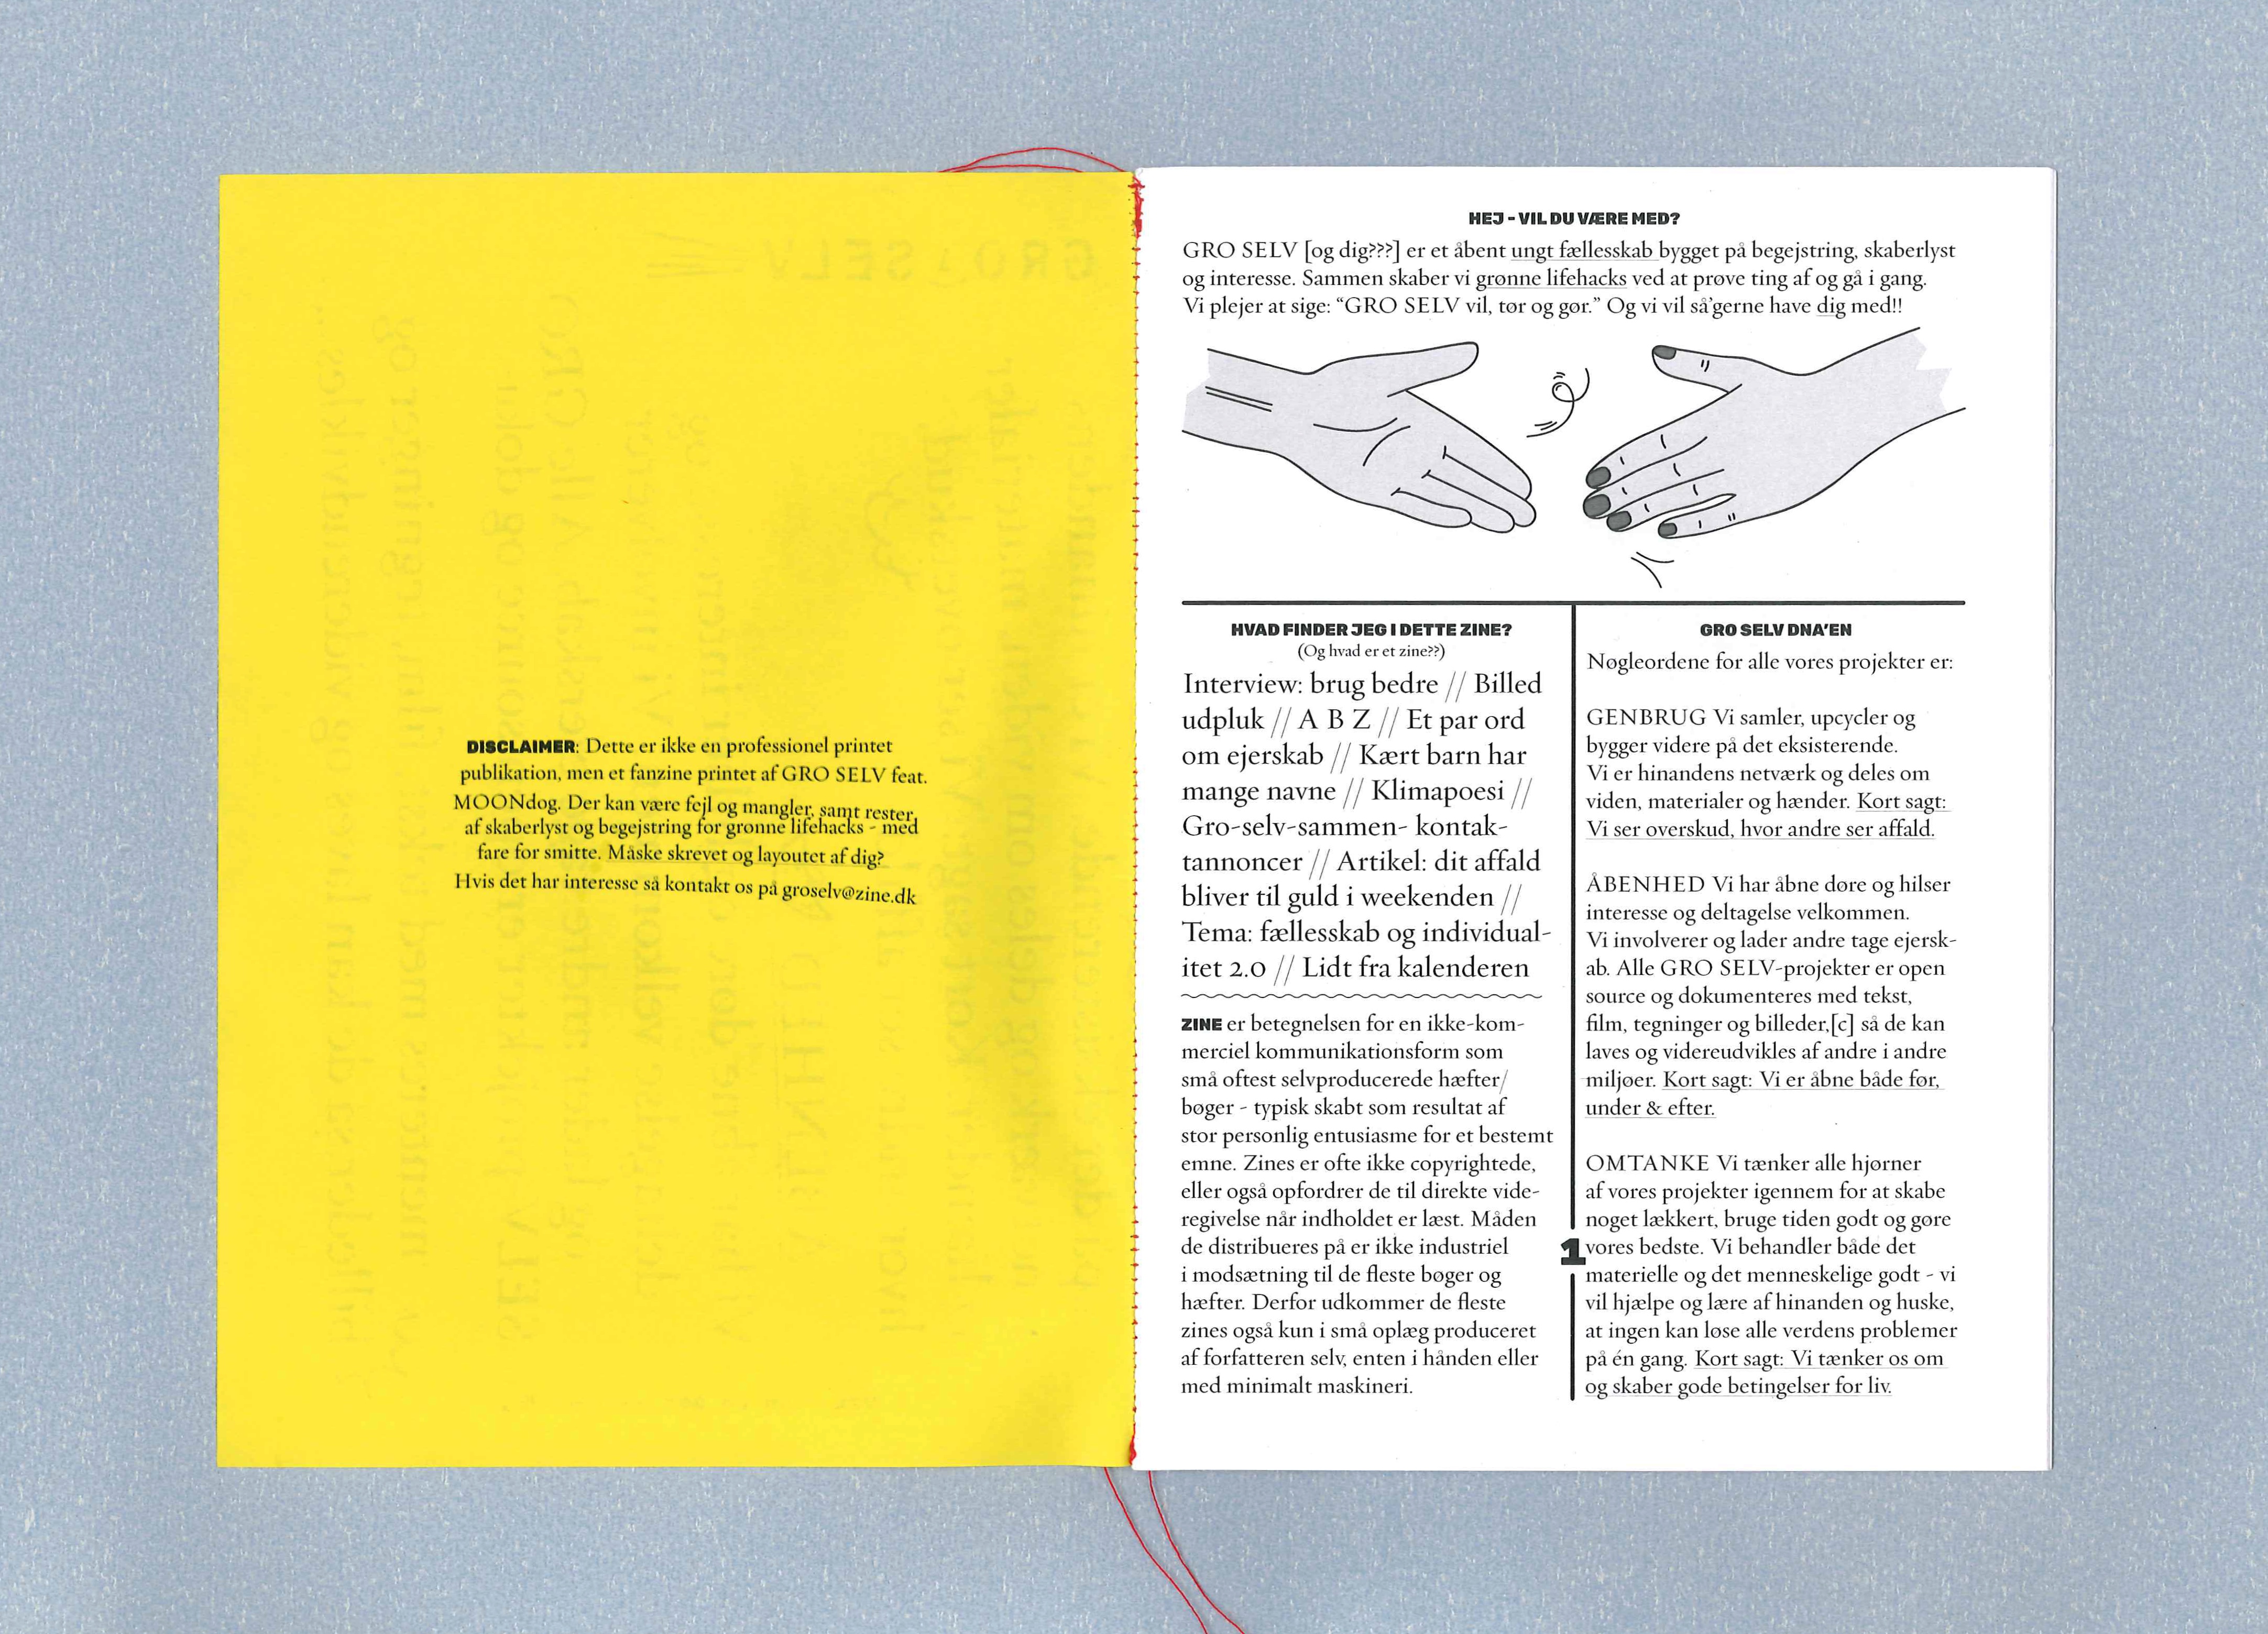 DISCLAIMER: Dette er ikke en professionel printet
publikation, men et fanzine printet af GRO SELV feat.
MOONdog. Der kan være fejl og mangler, samt rester
af skaberlyst og begejstring for grønne lifehacks - med
fare for smitte. Måske skrevet og layoutet af dig?
Hvis det har interesse så kontakt os på groselv@zine.dk
HEJ - VIL DU VÆRE MED?
GRO SELV [og dig???] er et åbent ungt fællesskab bygget på begejstring, skaberlyst
og interesse. Sammen skaber vi grønne lifehacks ved at prøve ting af og gå i gang.
Vi plejer at sige: “GRO SELV vil, tør og gør.” Og vi vil så’gerne have dig med!!
HVAD FINDER JEG I DETTE ZINE?
(Og hvad er et zine??)
Interview: brug bedre // Billed
udpluk // A B Z // Et par ord
om ejerskab // Kært barn har
mange navne // Klimapoesi //
Gro-selv-sammen- kontak-
tannoncer // Artikel: dit affald
bliver til guld i weekenden //
Tema: fællesskab og individual-
itet 2.0 // Lidt fra kalenderen
ZINE er betegnelsen for en ikke-kom-
merciel kommunikationsform som
små oftest selvproducerede hæfter/
bøger - typisk skabt som resultat af
stor personlig entusiasme for et bestemt
emne. Zines er ofte ikke copyrightede,
eller også opfordrer de til direkte vide-
regivelse når indholdet er læst. Måden
de distribueres på er ikke industriel
i modsætning til de fleste bøger og
hæfter. Derfor udkommer de fleste
zines også kun i små oplæg produceret
af forfatteren selv, enten i hånden eller
med minimalt maskineri.
GRO SELV DNA’EN
Nøgleordene for alle vores projekter er:
GENBRUG Vi samler, upcycler og
bygger videre på det eksisterende.
Vi er hinandens netværk og deles om
viden, materialer og hænder. Kort sagt:
Vi ser overskud, hvor andre ser affald.
ÅBENHED Vi har åbne døre og hilser
interesse og deltagelse velkommen.
Vi involverer og lader andre tage ejersk-
ab. Alle GRO SELV-projekter er open
source og dokumenteres med tekst,
film, tegninger og billeder,[c] så de kan
laves og videreudvikles af andre i andre
miljøer. Kort sagt: Vi er åbne både før,
under & efter.
OMTANKE Vi tænker alle hjørner
af vores projekter igennem for at skabe
noget lækkert, bruge tiden godt og gøre
vores bedste. Vi behandler både det
materielle og det menneskelige godt - vi
vil hjælpe og lære af hinanden og huske,
at ingen kan løse alle verdens problemer
på én gang. Kort sagt: Vi tænker os om
og skaber gode betingelser for liv.
1